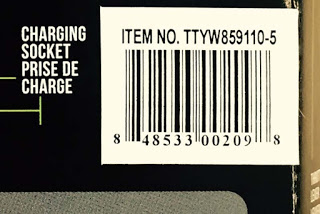 CHARGING
SOCKET
PRISE DE
CHARGE
ITEM NO. TTYW859110-5
8 48533 00209 8